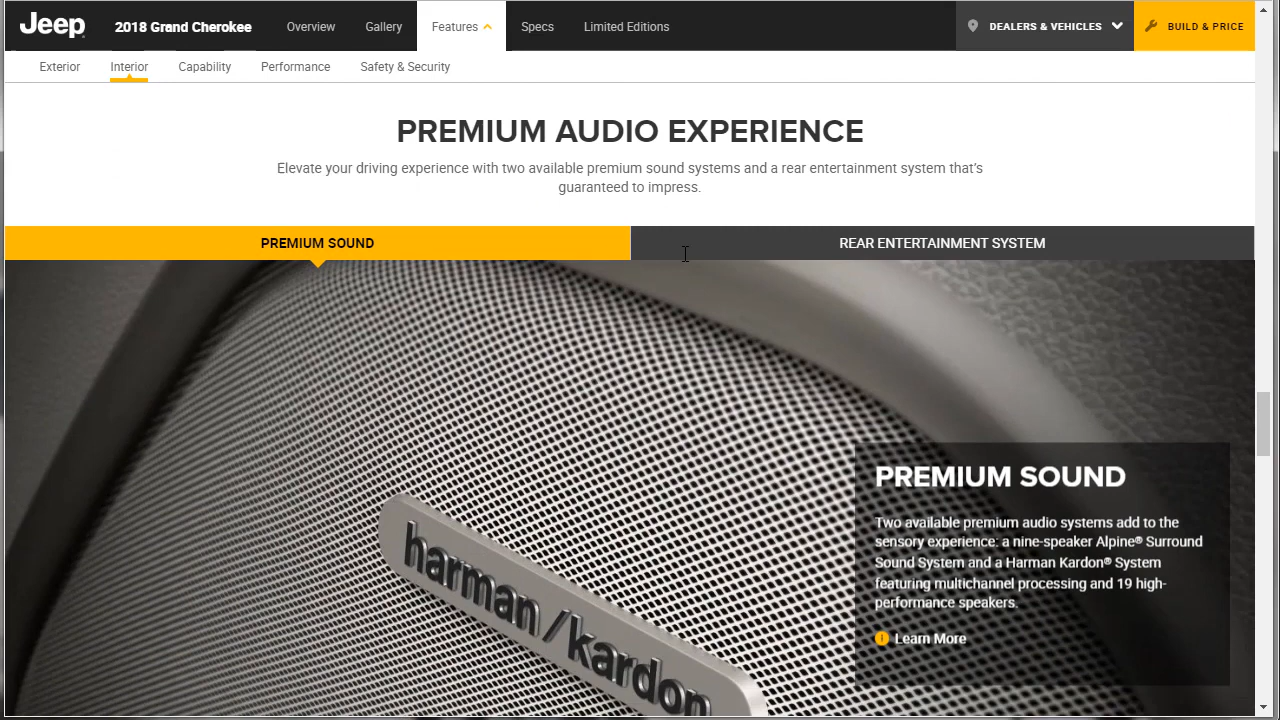 Jeep
2018 Grand Cherokee
Overview
Gallery
Features
Specs
Limited Editions
DEALERS & VEHICLES
BUILD & PRICE
Exterior
Interior
Capability
Performance
Safety & Security
PREMIUM AUDIO EXPERIENCE
Elevate your driving experience with two available premium sound systems and a rear entertainment system that's
guaranteed to impress.
PREMIUM SOUND
REAR ENTERTAINMENT SYSTEM
harman/kardon
PREMIUM SOUND
Two available premium audio systems add to the
sensory experience: a nine-speaker Alpine® Surround
Sound System and a Harman Kardon® System
featuring multichannel processing and 19 high-
performance speakers.
Learn More